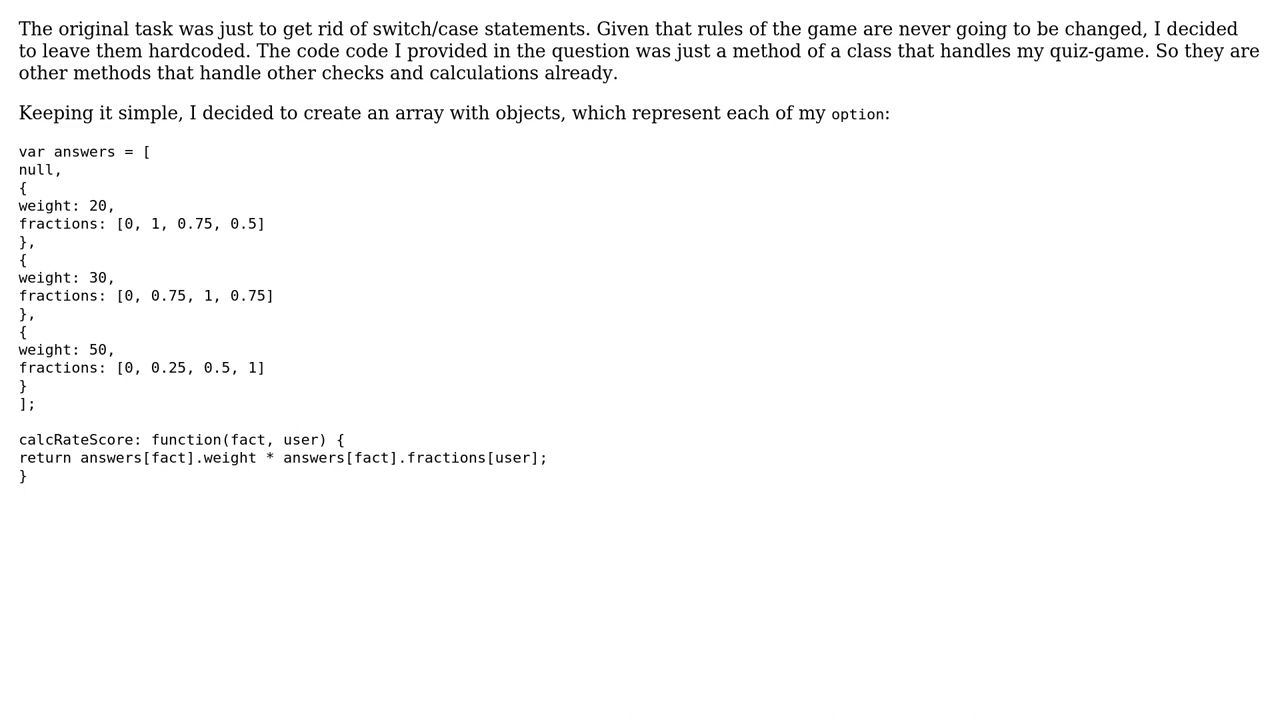 The original task was just to get rid of switch/case statements. Given that rules of the game are never going to be changed, I decided
to leave them hardcoded. The code code I provided in the question was just a method of a class that handles my quiz-game. So they are
other methods that handle other checks and calculations already.
Keeping it simple, I decided to create an array with objects, which represent each of my option:
var answers = [
null,
{
weight: 20,
fractions: [0, 1, 0.75, 0.5]
},
{
weight: 30,
fractions: [0, 0.75, 1, 0.75]
},
{
weight: 50,
fractions: [0, 0.25, 0.5, 1]
}
];
calcRateScore: function(fact, user) {
return answers[fact].weight * answers[fact].fractions[user];
}